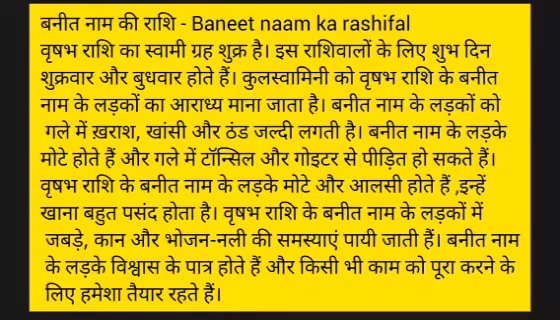 बनीत नाम की राशि - Baneet naam ka rashifal
वृषभ राशि का स्वामी ग्रह शुक्र है। इस राशिवालों के लिए शुभ दिन
शुक्रवार और बुधवार होते हैं। कुलस्वामिनी को वृषभ राशि के बनीत
नाम के लड़कों का आराध्य माना जाता है। बनीत नाम के लड़कों को
गले में ख़राश, खांसी और ठंड जल्दी लगती है। बनीत नाम के लड़के
मोटे होते हैं और गले में टॉन्सिल और गोइटर से पीड़ित हो सकते हैं।
वृषभ राशि के बनीत नाम के लड़के मोटे और आलसी होते हैं ,इन्हें
खाना बहुत पसंद होता है। वृषभ राशि के बनीत नाम के लड़कों में
जबड़े, कान और भोजन-नली की समस्याएं पायी जाती हैं। बनीत नाम
के लड़के विश्वास के पात्र होते हैं और किसी भी काम को पूरा करने के
लिए हमेशा तैयार रहते हैं।